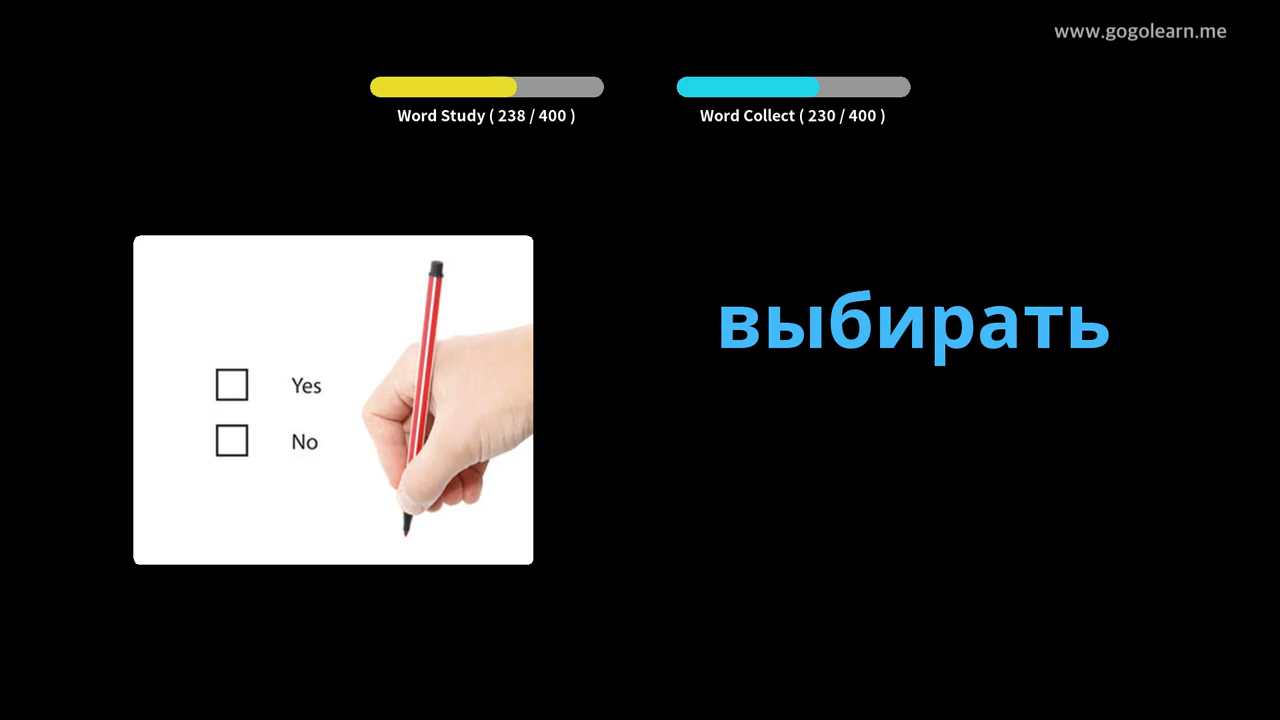 www.gogolearn.me
Word Study ( 238 / 400 )
Word Collect ( 230 / 400 )
выбирать
Yes
No